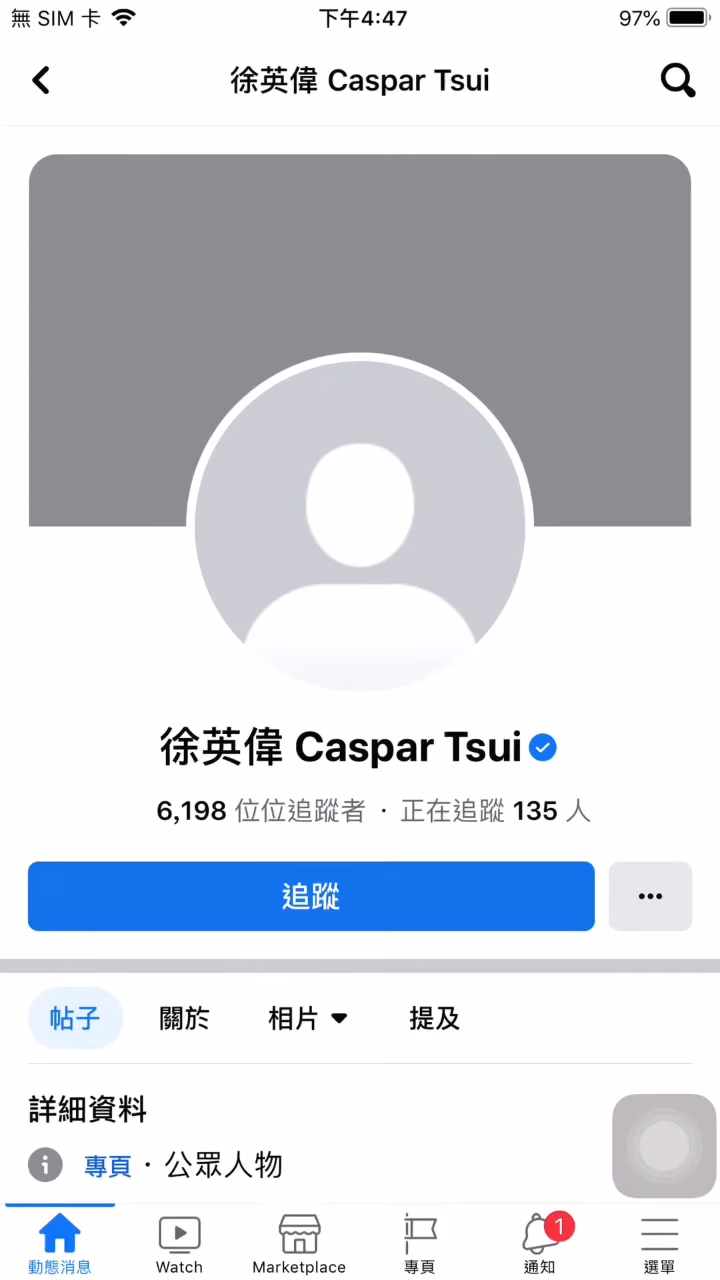 無 SIM 卡 下午4:47 97%
徐英偉 Caspar Tsui
徐英偉 Caspar Tsui
6,198 位位追蹤者 · 正在追蹤 135 人
追蹤
帖子 關於 相片 提及
詳細資料
專頁 · 公眾人物
1
動態消息 Watch Marketplace 專頁 通知 選單